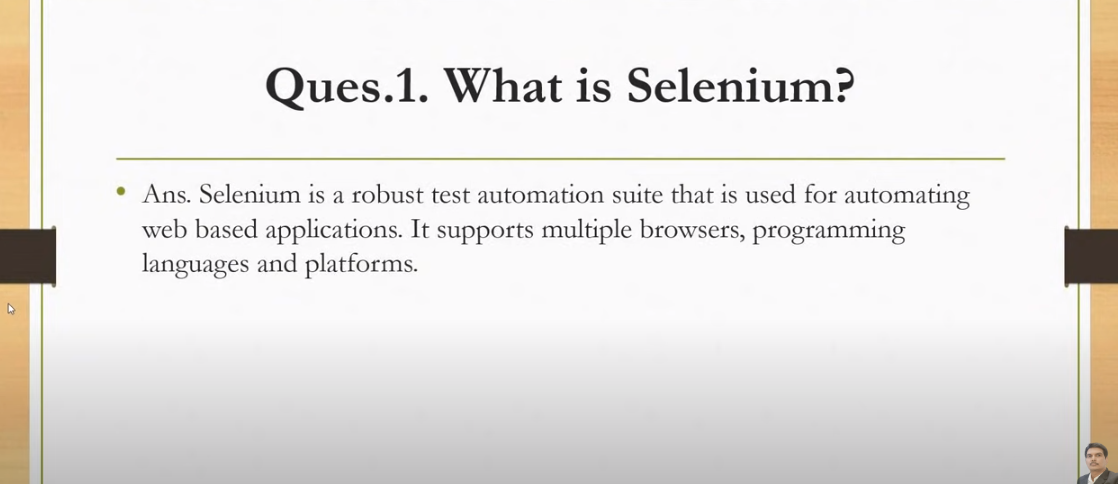 Ques.1. What is Selenium?
• Ans. Selenium is a robust test automation suite that is used for automating
web based applications. It supports multiple browsers, programming
languages and platforms.